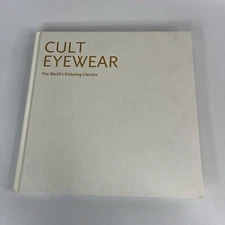 CULT
EYEWEAR
The World's Enduring Classics